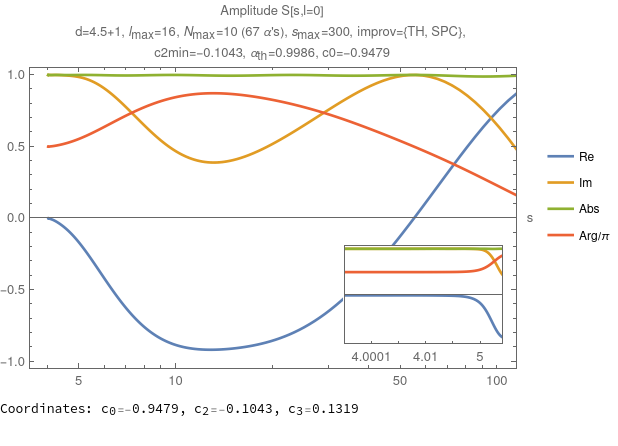 Amplitude S[s,l=0]
d=4.5+1, lmax=16, Nmax=10 (67 α's), smax=300, improv={TH, SPC},
c2min=-0.1043, αth=0.9986, c0=-0.9479
1.0
0.5
0.0
-0.5
-1.0
s
Re
Im
Abs
Arg/π
4.0001 4.01 5
5 10 50 100
Coordinates: c0=-0.9479, c2=-0.1043, c3=0.1319